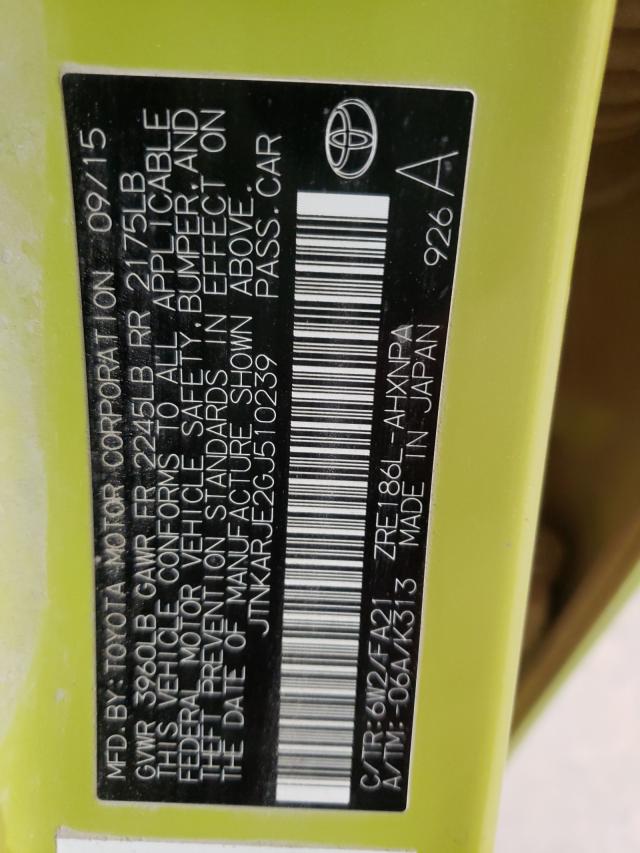 MFD.BY:TOYOTA MOTOR CORPORATION 09/15
GVWR 3960LB GAWR FR 2245LB RR 2175LB
THIS VEHICLE CONFORMS TO ALL APPLICABLE
FEDERAL MOTOR VEHICLE SAFETY,BUMPER,AND
THEFT PREVENTION STANDARDS IN EFFECT ON
THE DATE OF MANUFACTURE SHOWN ABOVE.
JTNKARJE2GJ510239 PASS.CAR
C/TR:6W2/FA21 ZRE186L-AHXNPA
A/TM:-06A/K313 MADE IN JAPAN 926 A